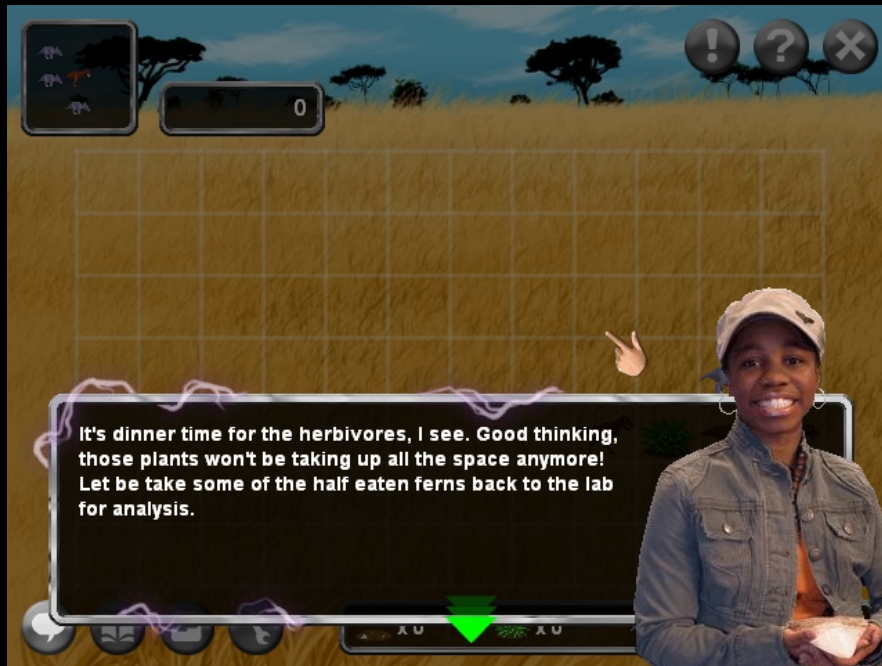 0
It's dinner time for the herbivores, I see. Good thinking,
those plants won't be taking up all the space anymore!
Let be take some of the half eaten ferns back to the lab
for analysis.
! ?
X 0
X 0